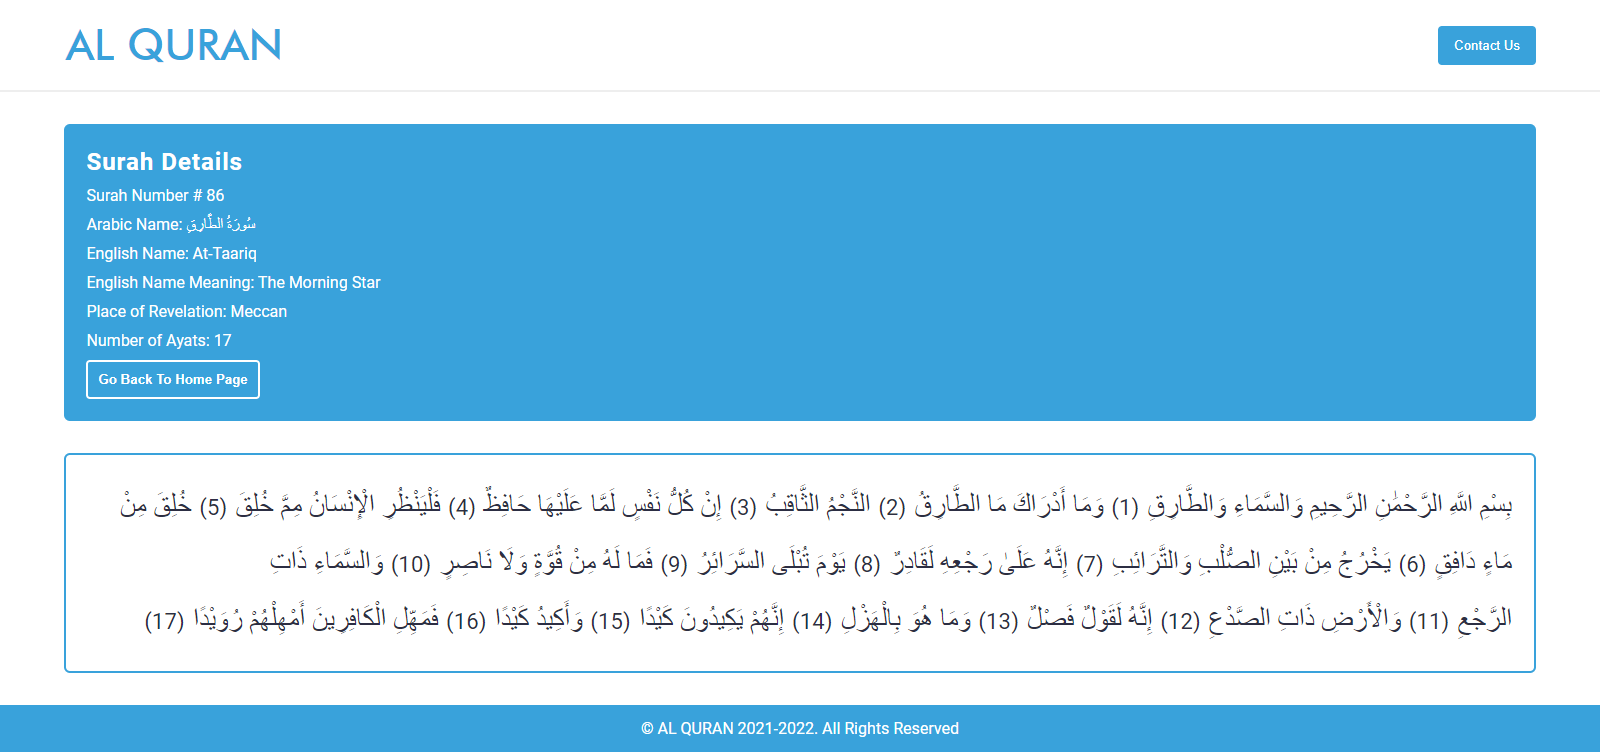 AL QURAN
Contact Us
Surah Details
Surah Number # 86
Arabic Name: سُورَةُ الطَّارِقِ
English Name: At-Taariq
English Name Meaning: The Morning Star
Place of Revelation: Meccan
Number of Ayats: 17
Go Back To Home Page
بِسْمِ اللَّهِ الرَّحْمَٰنِ الرَّحِيمِ وَالسَّمَاءِ وَالطَّارِقِ (1) وَمَا أَدْرَاكَ مَا الطَّارِقُ (2) النَّجْمُ الثَّاقِبُ (3) إِنْ كُلُّ نَفْسٍ لَمَّا عَلَيْهَا حَافِظٌ (4) فَلْيَنْظُرِ الْإِنْسَانُ مِمَّ خُلِقَ (5) خُلِقَ مِنْ
مَاءٍ دَافِقٍ (6) يَخْرُجُ مِنْ بَيْنِ الصُّلْبِ وَالتَّرَائِبِ (7) إِنَّهُ عَلَىٰ رَجْعِهِ لَقَادِرٌ (8) يَوْمَ تُبْلَى السَّرَائِرُ (9) فَمَا لَهُ مِنْ قُوَّةٍ وَلَا نَاصِرٍ (10) وَالسَّمَاءِ ذَاتِ
الرَّجْعِ (11) وَالْأَرْضِ ذَاتِ الصَّدْعِ (12) إِنَّهُ لَقَوْلٌ فَصْلٌ (13) وَمَا هُوَ بِالْهَزْلِ (14) إِنَّهُمْ يَكِيدُونَ كَيْدًا (15) وَأَكِيدُ كَيْدًا (16) فَمَهِّلِ الْكَافِرِينَ أَمْهِلْهُمْ رُوَيْدًا (17)
© AL QURAN 2021-2022. All Rights Reserved